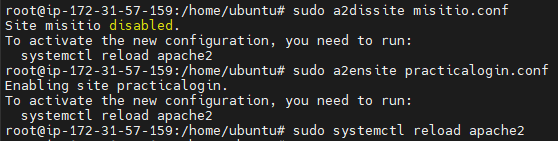 root@ip-172-31-57-159:/home/ubuntu# sudo a2dissite misitio.conf
Site misitio disabled.
To activate the new configuration, you need to run:
  systemctl reload apache2
root@ip-172-31-57-159:/home/ubuntu# sudo a2ensite practicalogin.conf
Enabling site practicalogin.
To activate the new configuration, you need to run:
  systemctl reload apache2
root@ip-172-31-57-159:/home/ubuntu# sudo systemctl reload apache2